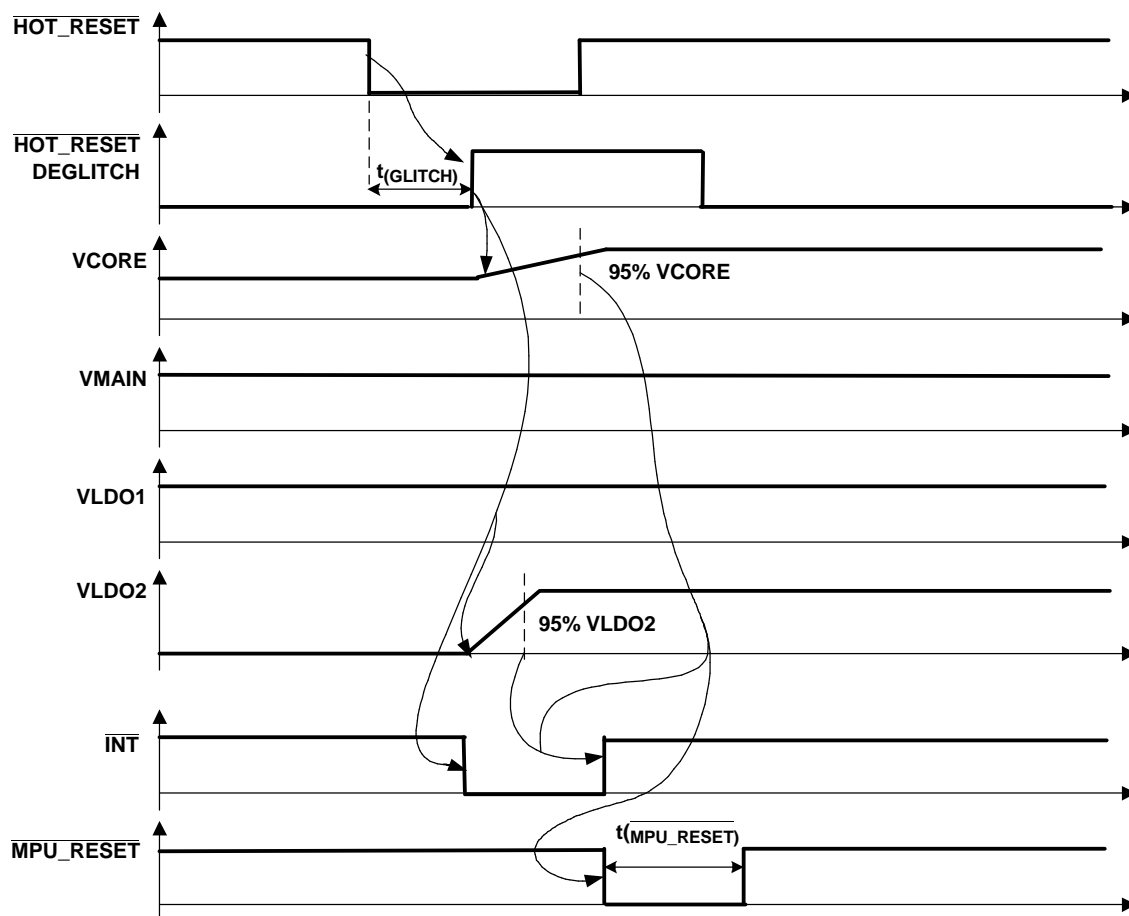 HOT_RESET
HOT_RESET
DEGLITCH
t(GLITCH)
VCORE
95% VCORE
VMAIN
VLDO1
VLDO2
95% VLDO2
INT
t(MPU_RESET)
MPU_RESET